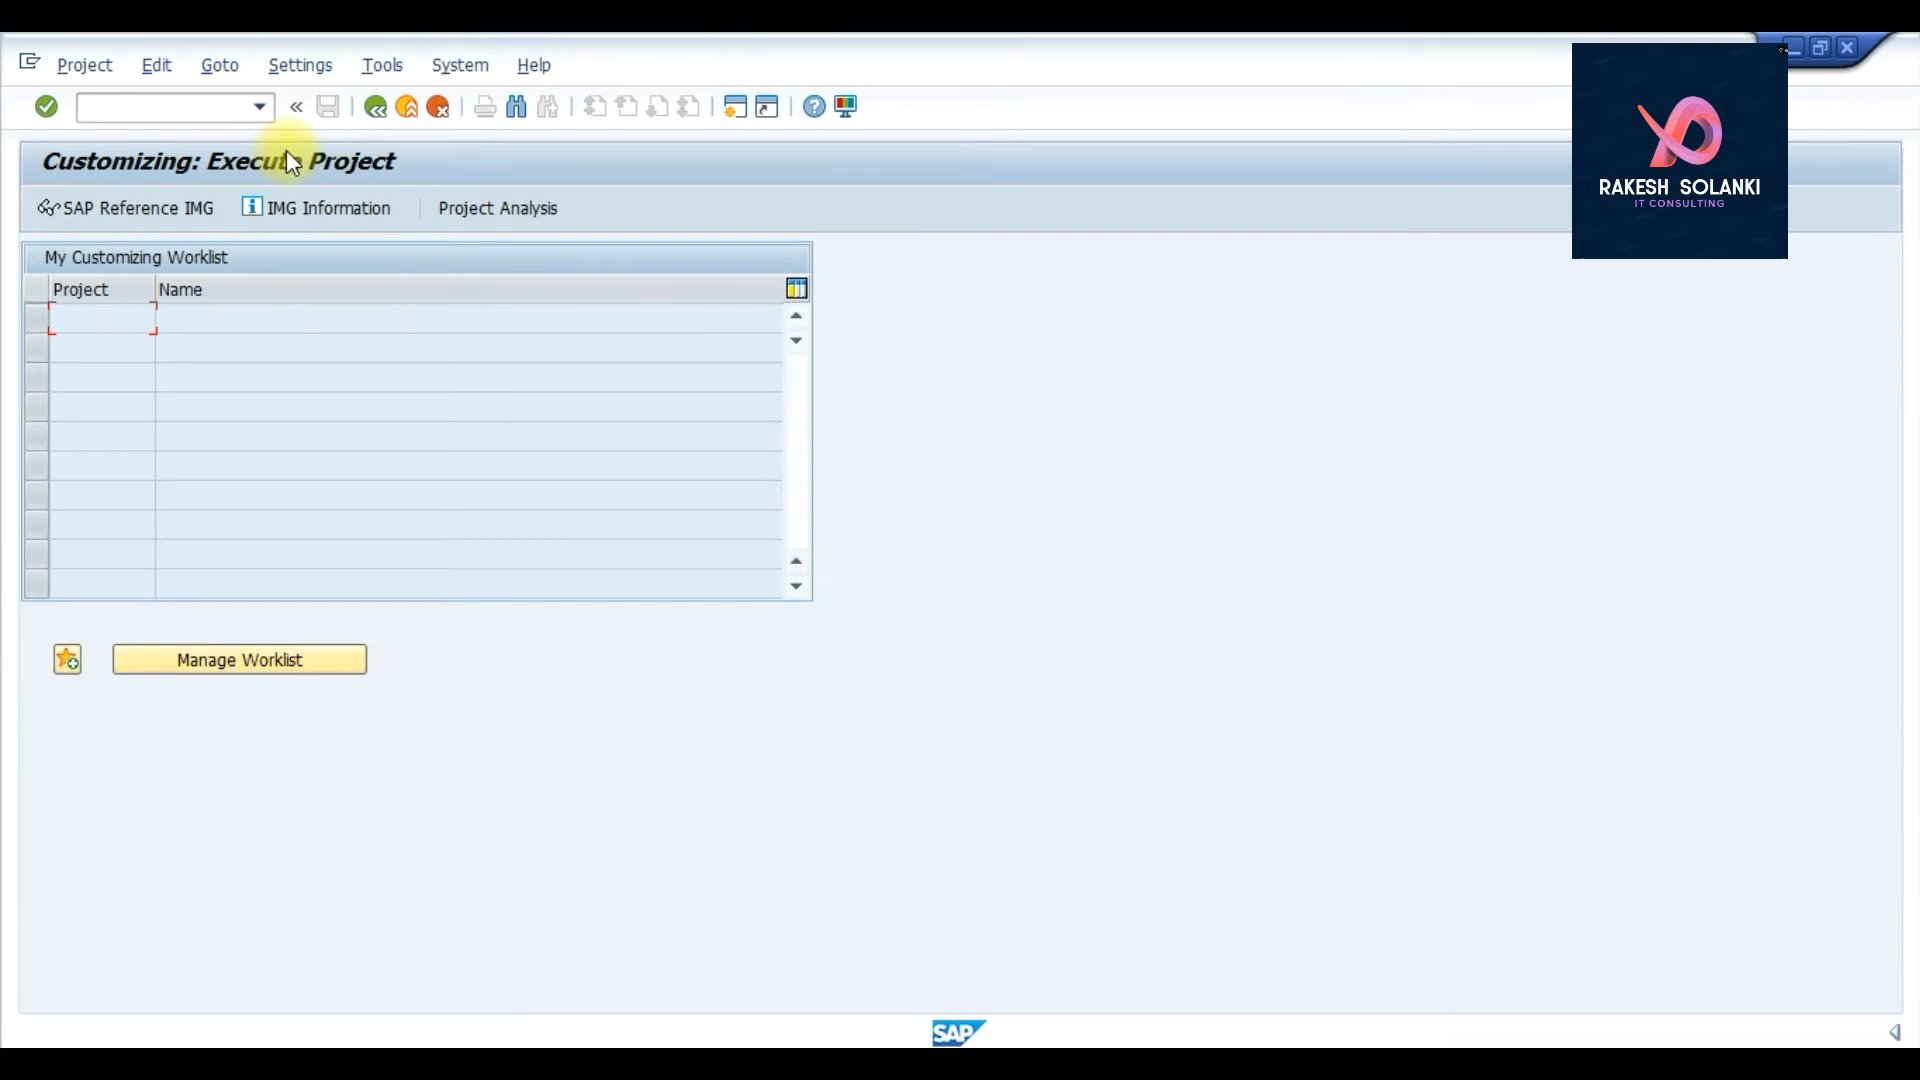 Project Edit Goto Settings Tools System Help
Customizing: Execute Project
SAP Reference IMG IMG Information Project Analysis
RAKESH SOLANKI
IT CONSULTING
My Customizing Worklist
Project Name
Manage Worklist
SAP